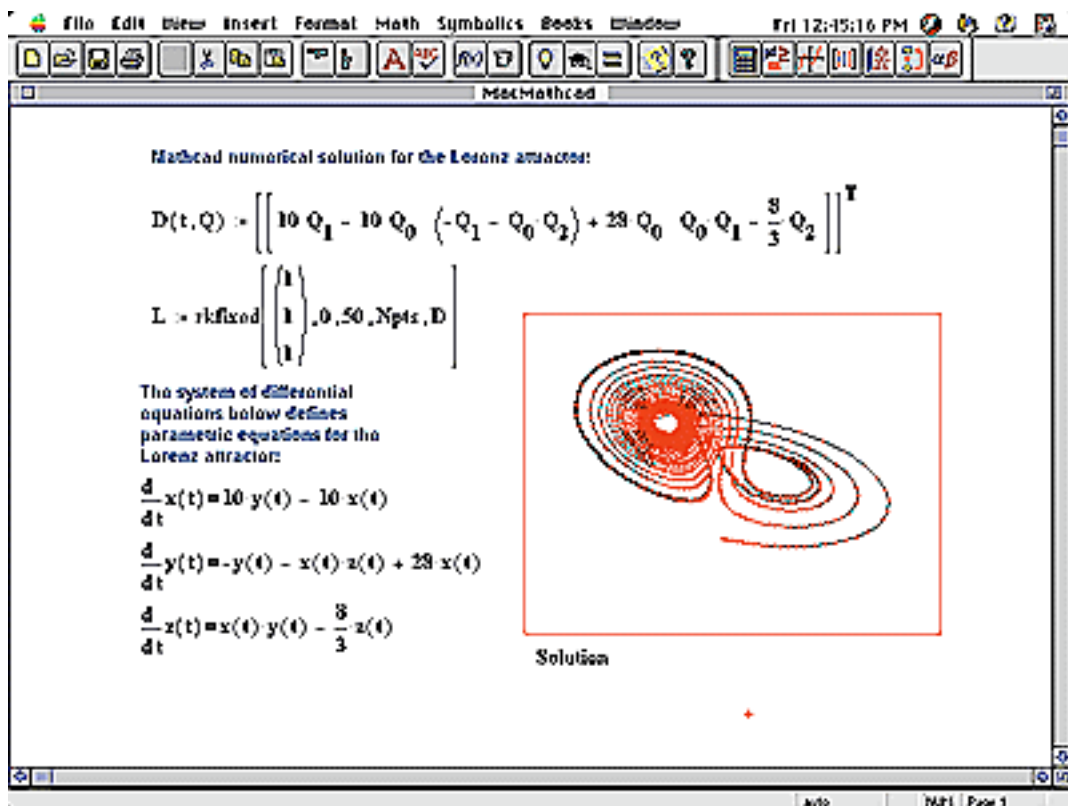 File Edit View Insert Format Math Symbolics Books Window Fri 12:45:16 PM
MacMathcad
Mathcad numerical solution for the Lorenz attractor:
D(t,Q) := [[10·Q₁ − 10·Q₀ (-Q₁ − Q₀·Q₂) + 28·Q₀ Q₀·Q₁ − 8/3·Q₂]]ᵀ
L := rkfixed[(1 1 1),0,50,Npts,D]
The system of differential
equations below defines
parametric equations for the
Lorenz attractor:
d/dt x(t)=10·y(t) − 10·x(t)
d/dt y(t)=-y(t) − x(t)·z(t) + 28·x(t)
d/dt z(t)=x(t)·y(t) − 8/3·z(t)
Solution
auto NUM Page 1